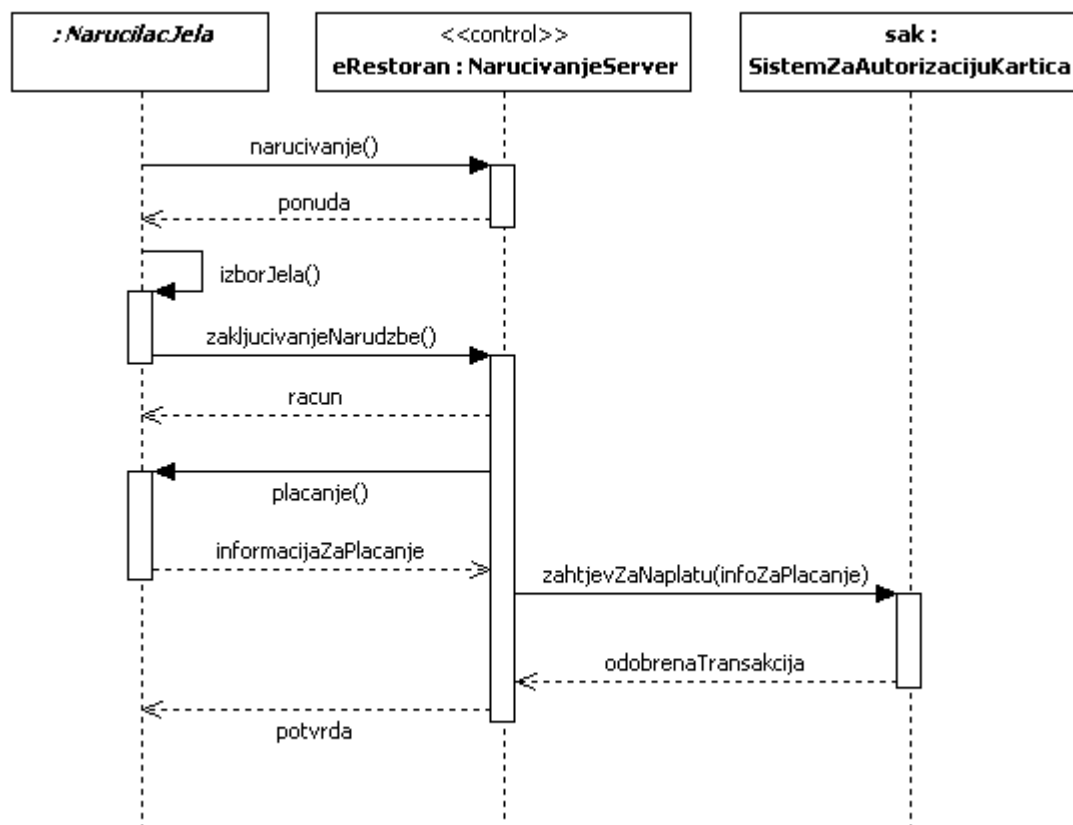 : NarucilacJela
<<control>>
eRestoran : NarucivanjeServer
sak :
SistemZaAutorizacijuKartica
narucivanje()
ponuda
izborJela()
zakljucivanjeNarudzbe()
racun
placanje()
informacijaZaPlacanje
zahtjevZaNaplatu(infoZaPlacanje)
odobrenaTransakcija
potvrda